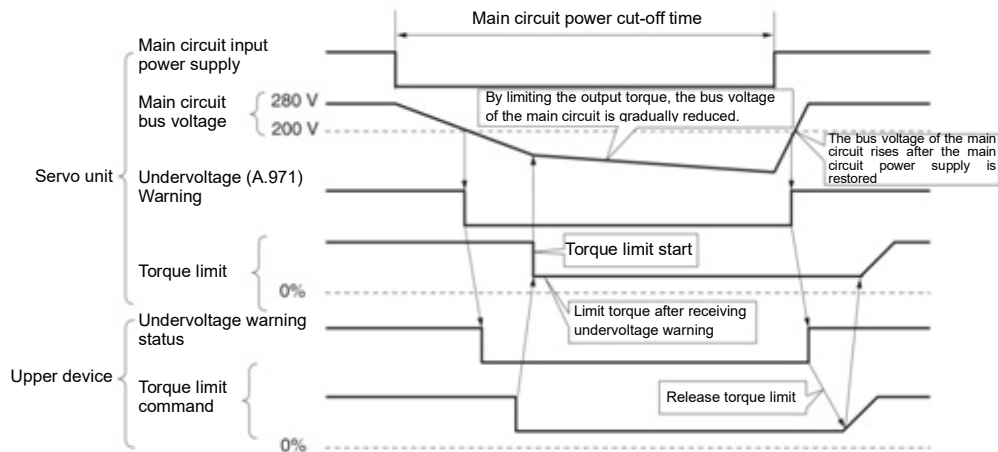 Main circuit power cut-off time
Main circuit input
power supply
Main circuit
bus voltage
280 V
200 V
By limiting the output torque, the bus voltage
of the main circuit is gradually reduced.
The bus voltage of the main
circuit rises after the main
circuit power supply is
restored
Servo unit
Undervoltage (A.971)
Warning
Torque limit start
Torque limit
0%
Limit torque after receiving
undervoltage warning
Undervoltage warning
status
Upper device
Torque limit
command
Release torque limit
0%